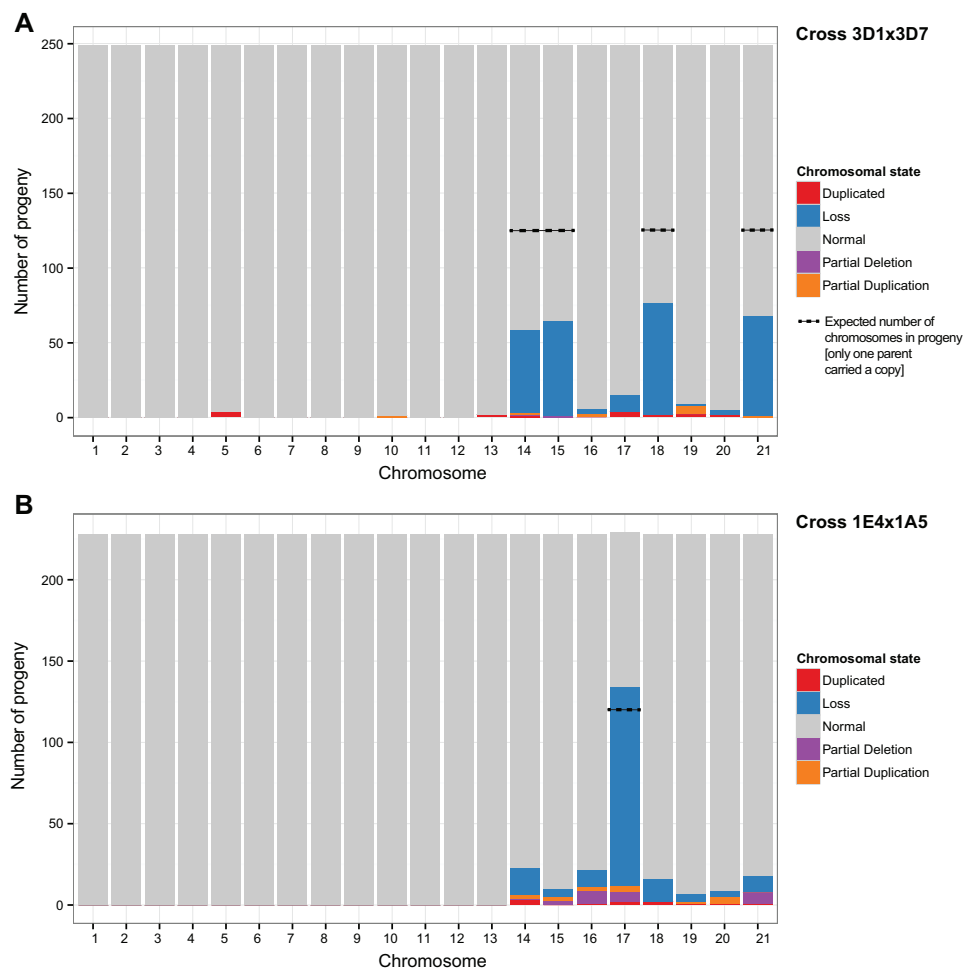 A
Cross 3D1x3D7
250
200
150
100
50
0
Number of progeny
1 2 3 4 5 6 7 8 9 10 11 12 13 14 15 16 17 18 19 20 21
Chromosome
Chromosomal state
Duplicated
Loss
Normal
Partial Deletion
Partial Duplication
Expected number of
chromosomes in progeny
[only one parent
carried a copy]
B
Cross 1E4x1A5
200
150
100
50
0
Number of progeny
1 2 3 4 5 6 7 8 9 10 11 12 13 14 15 16 17 18 19 20 21
Chromosome
Chromosomal state
Duplicated
Loss
Normal
Partial Deletion
Partial Duplication